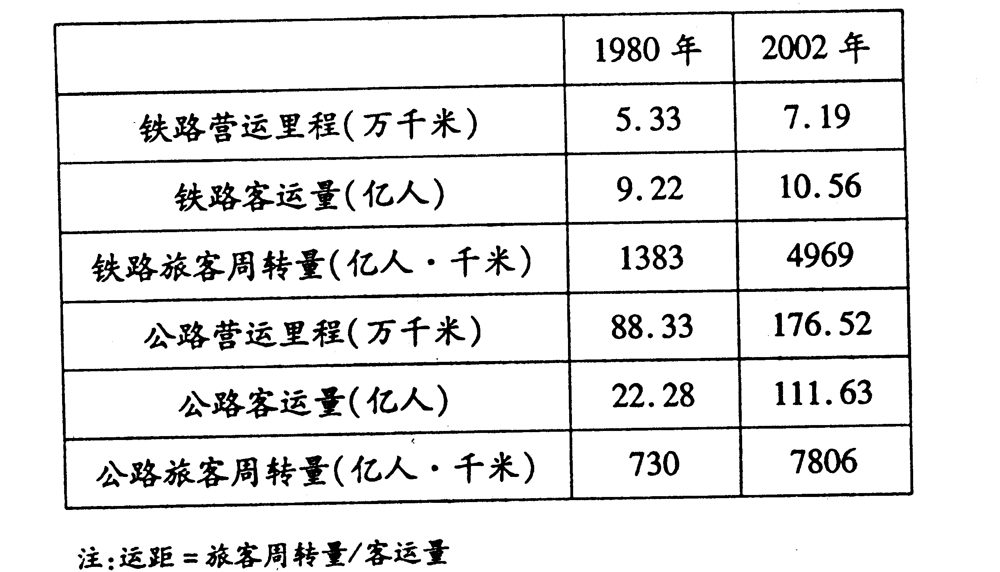 1980 年 2002 年
铁路营运里程(万千米) 5.33 7.19
铁路客运量(亿人) 9.22 10.56
铁路旅客周转量(亿人·千米) 1383 4969
公路营运里程(万千米) 88.33 176.52
公路客运量(亿人) 22.28 111.63
公路旅客周转量(亿人·千米) 730 7806
注:运距=旅客周转量/客运量